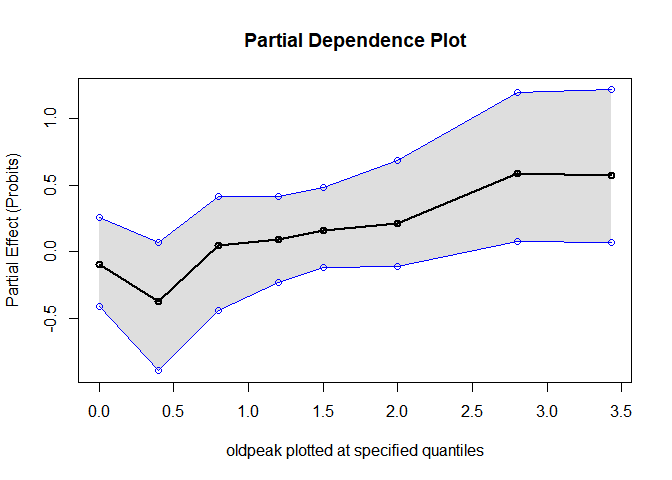 Partial Dependence Plot
Partial Effect (Probits)
1.0
0.5
0.0
-0.5
0.0 0.5 1.0 1.5 2.0 2.5 3.0 3.5
oldpeak plotted at specified quantiles